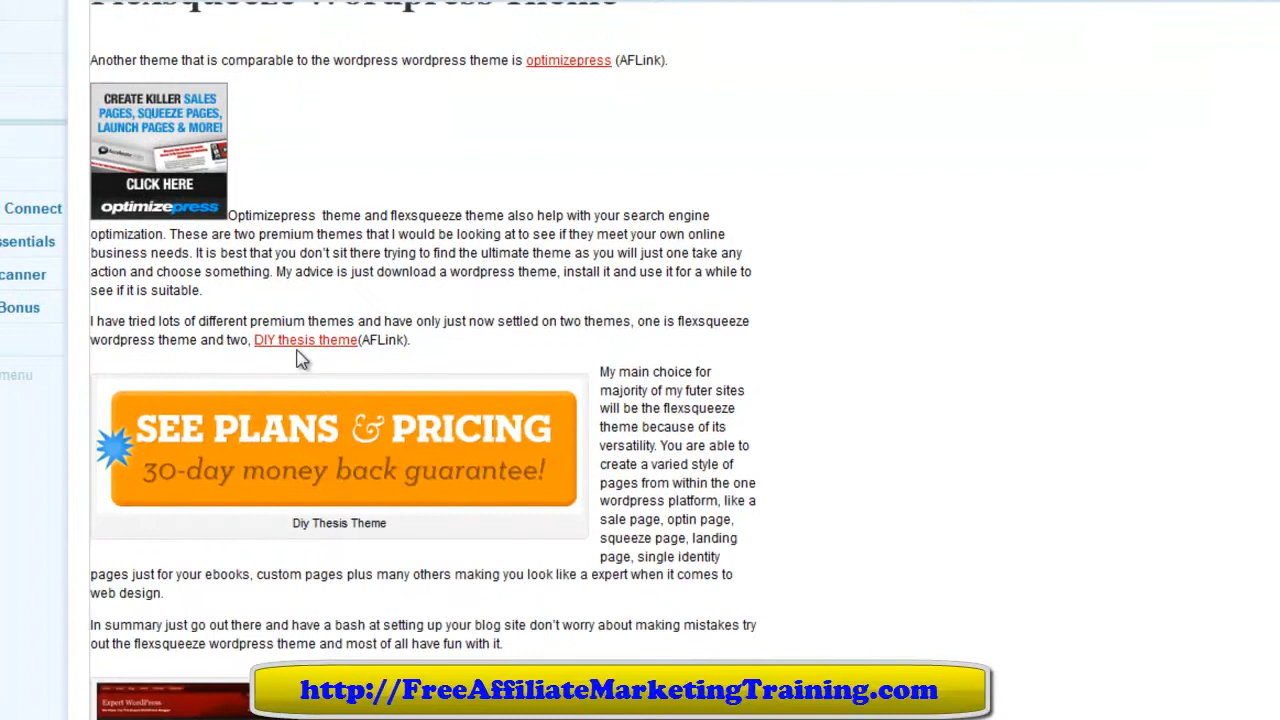 Flexsqueeze Wordpress Theme
Another theme that is comparable to the wordpress wordpress theme is optimizepress (AFLink).
CREATE KILLER SALES
PAGES, SQUEEZE PAGES,
LAUNCH PAGES & MORE!
CLICK HERE
optimizepress
Optimizepress theme and flexsqueeze theme also help with your search engine
optimization. These are two premium themes that I would be looking at to see if they meet your own online
business needs. It is best that you don't sit there trying to find the ultimate theme as you will just one take any
action and choose something. My advice is just download a wordpress theme, install it and use it for a while to
see if it is suitable.
I have tried lots of different premium themes and have only just now settled on two themes, one is flexsqueeze
wordpress theme and two, DIY thesis theme(AFLink).
SEE PLANS & PRICING
30-day money back guarantee!
Diy Thesis Theme
My main choice for
majority of my futer sites
will be the flexsqueeze
theme because of its
versatility. You are able to
create a varied style of
pages from within the one
wordpress platform, like a
sale page, optin page,
squeeze page, landing
page, single identity
pages just for your ebooks, custom pages plus many others making you look like a expert when it comes to
web design.
In summary just go out there and have a bash at setting up your blog site don't worry about making mistakes try
out the flexsqueeze wordpress theme and most of all have fun with it.
Connect
ssentials
canner
Bonus
menu
Expert WordPress
http://FreeAffiliateMarketingTraining.com